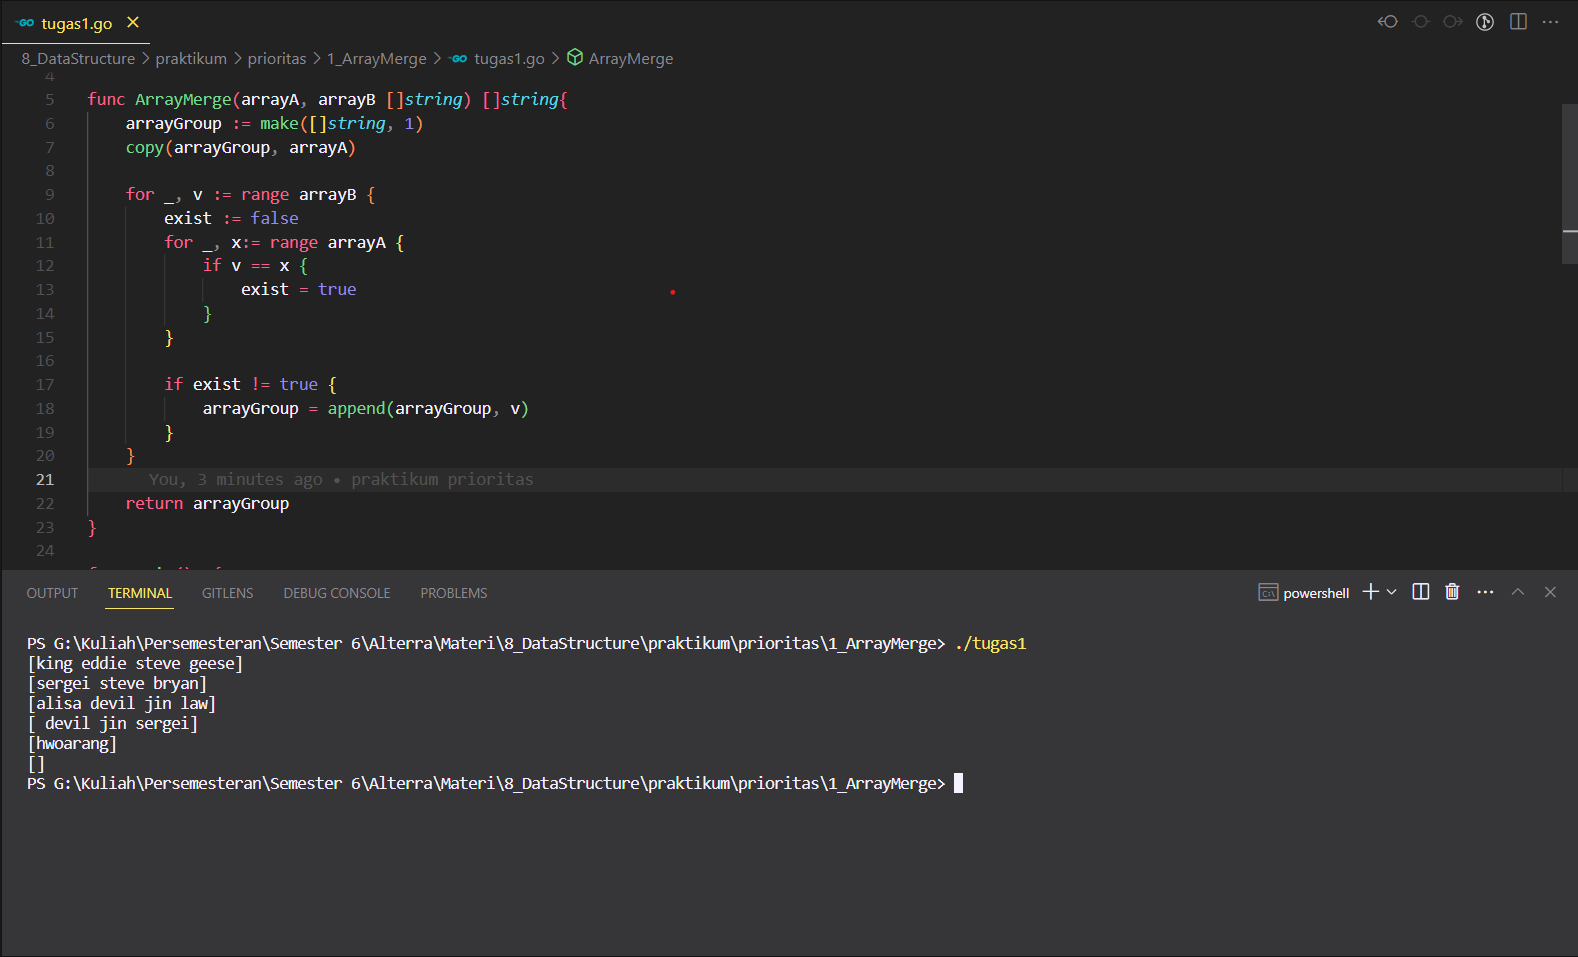 GO tugas1.go
8_DataStructure > praktikum > prioritas > 1_ArrayMerge > GO tugas1.go > ArrayMerge
4
5 func ArrayMerge(arrayA, arrayB []string) []string{
6 arrayGroup := make([]string, 1)
7 copy(arrayGroup, arrayA)
8
9 for _, v := range arrayB {
10 exist := false
11 for _, x:= range arrayA {
12 if v == x {
13 exist = true
14 }
15 }
16
17 if exist != true {
18 arrayGroup = append(arrayGroup, v)
19 }
20 }
21 You, 3 minutes ago • praktikum prioritas
22 return arrayGroup
23 }
24
OUTPUT TERMINAL GITLENS DEBUG CONSOLE PROBLEMS powershell
PS G:\Kuliah\Persemesteran\Semester 6\Alterra\Materi\8_DataStructure\praktikum\prioritas\1_ArrayMerge> ./tugas1
[king eddie steve geese]
[sergei steve bryan]
[alisa devil jin law]
[ devil jin sergei]
[hwoarang]
[]
PS G:\Kuliah\Persemesteran\Semester 6\Alterra\Materi\8_DataStructure\praktikum\prioritas\1_ArrayMerge>